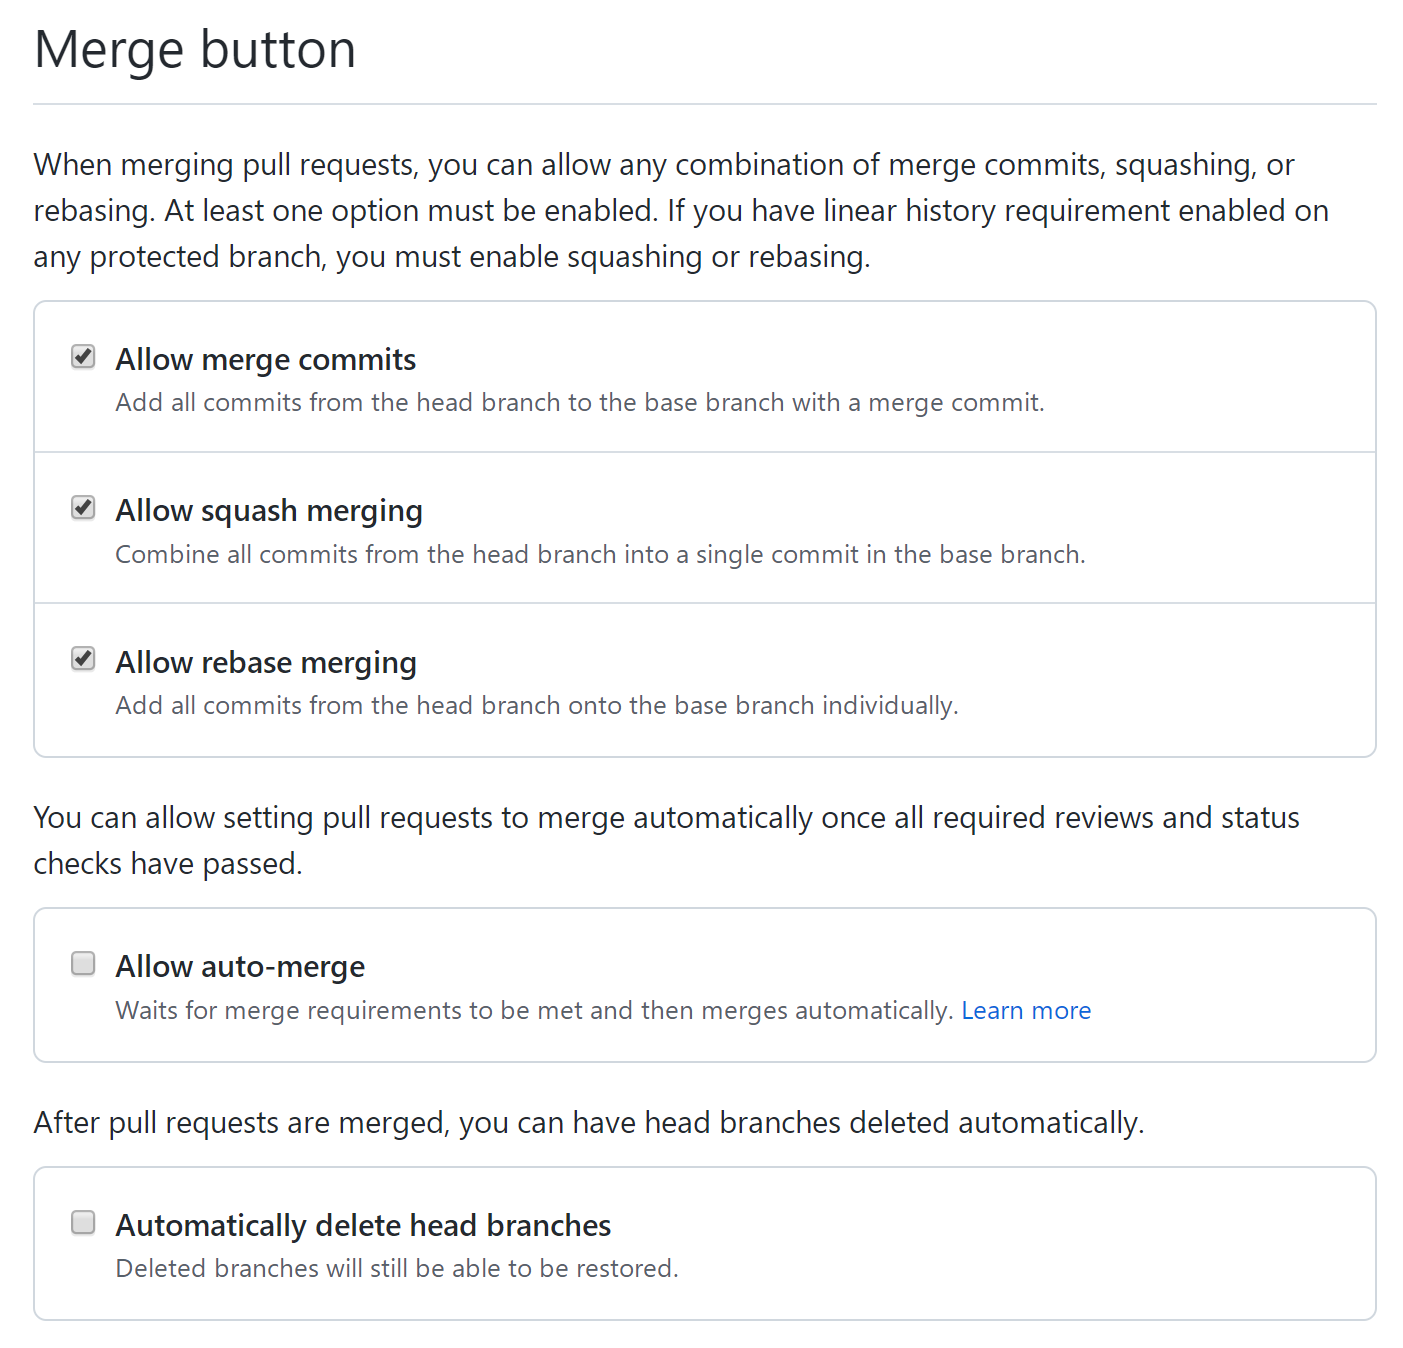 Merge button
When merging pull requests, you can allow any combination of merge commits, squashing, or
rebasing. At least one option must be enabled. If you have linear history requirement enabled on
any protected branch, you must enable squashing or rebasing.
Allow merge commits
Add all commits from the head branch to the base branch with a merge commit.
Allow squash merging
Combine all commits from the head branch into a single commit in the base branch.
Allow rebase merging
Add all commits from the head branch onto the base branch individually.
You can allow setting pull requests to merge automatically once all required reviews and status
checks have passed.
Allow auto-merge
Waits for merge requirements to be met and then merges automatically. Learn more
After pull requests are merged, you can have head branches deleted automatically.
Automatically delete head branches
Deleted branches will still be able to be restored.